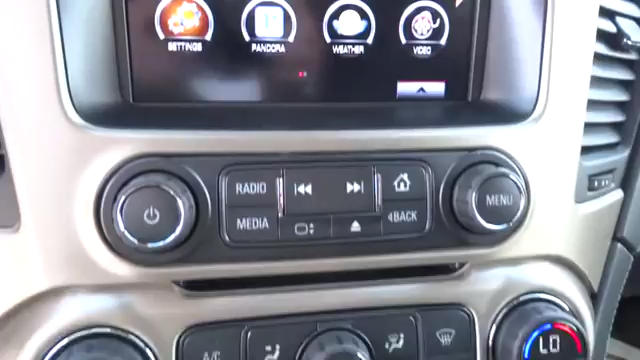 SETTINGS PANDORA WEATHER VIDEO
RADIO
MEDIA BACK MENU
A/C LO